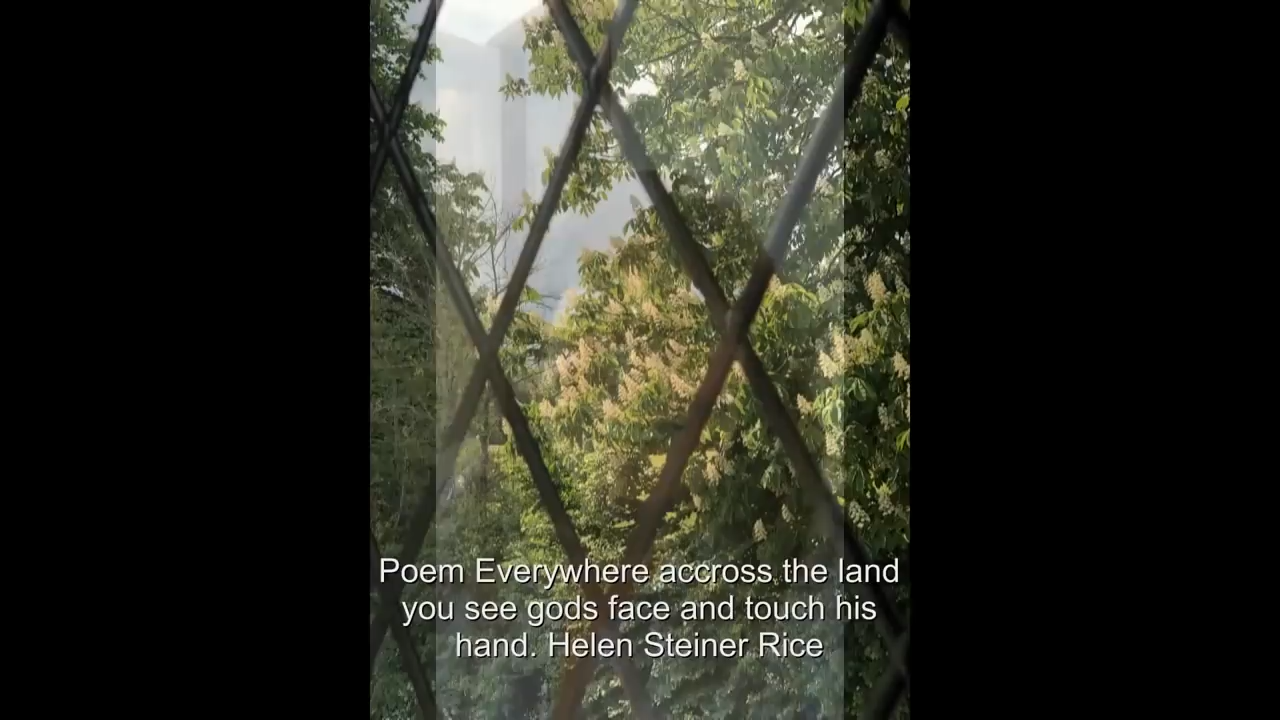 Poem Everywhere accross the land
you see gods face and touch his
hand. Helen Steiner Rice